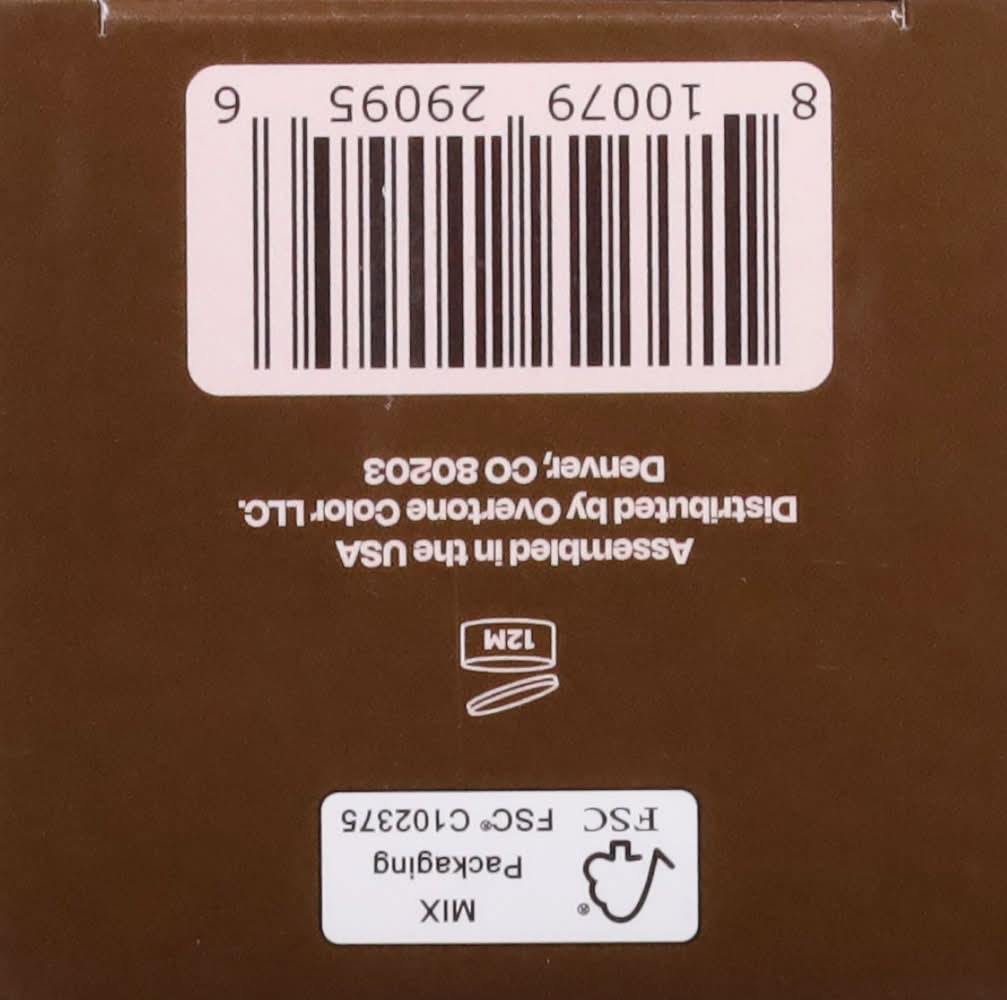 MIX
Packaging
FSC FSC® C102375
12M
Assembled in the USA
Distributed by Overtone Color LLC.
Denver, CO 80203
8 10079 29095 6